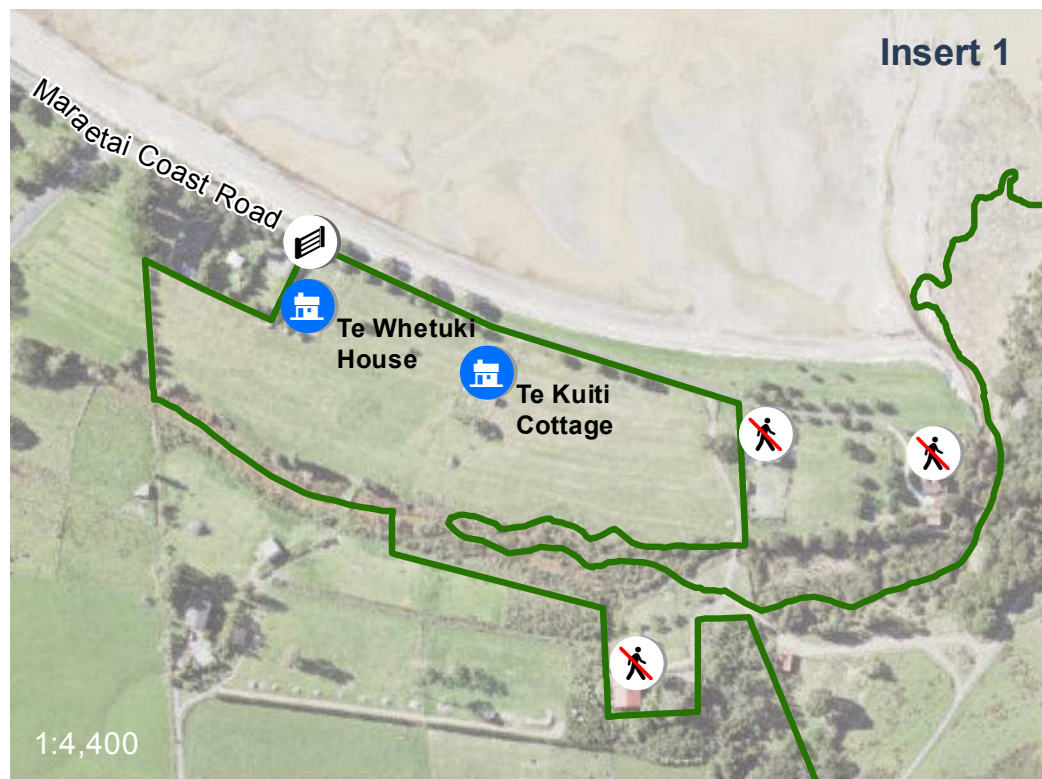 Insert 1
Maraetai Coast Road
Te Whetuki
House
Te Kuiti
Cottage
1:4,400